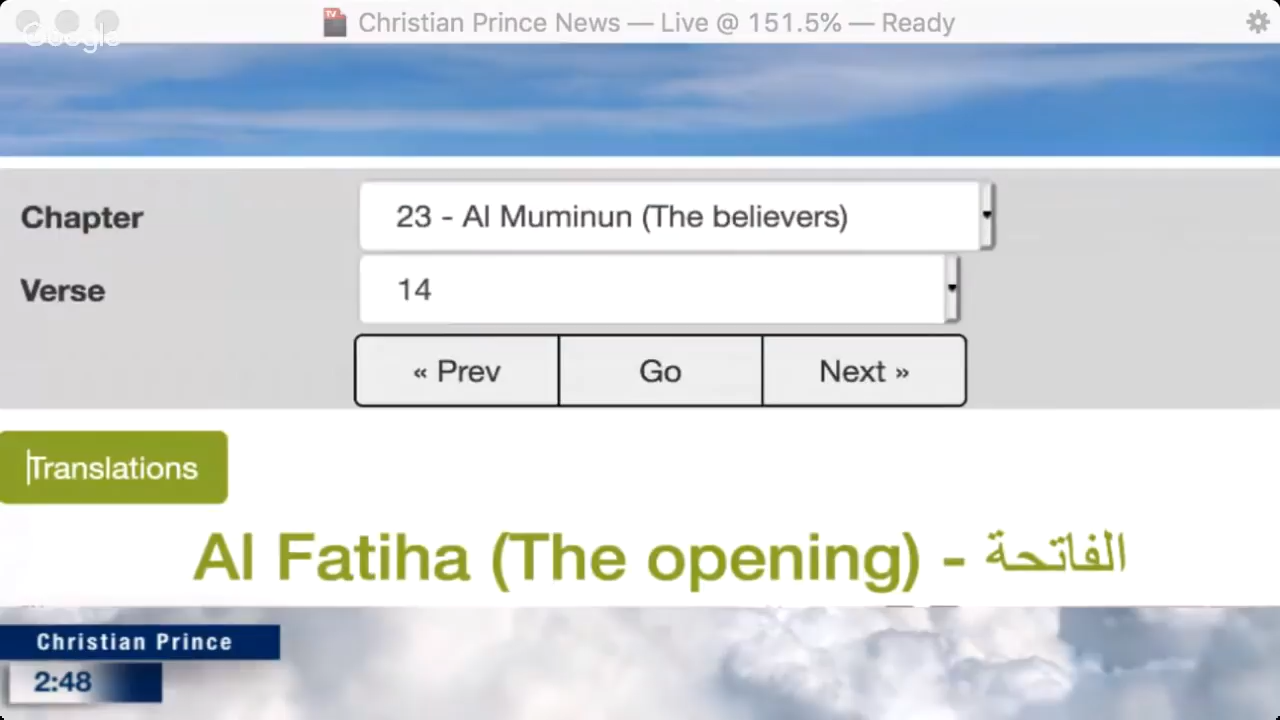 Google
Christian Prince News — Live @ 151.5% — Ready
Chapter
23 - Al Muminun (The believers)
Verse
14
« Prev
Go
Next »
Translations
Al Fatiha (The opening) - الفاتحة
Christian Prince
2:48